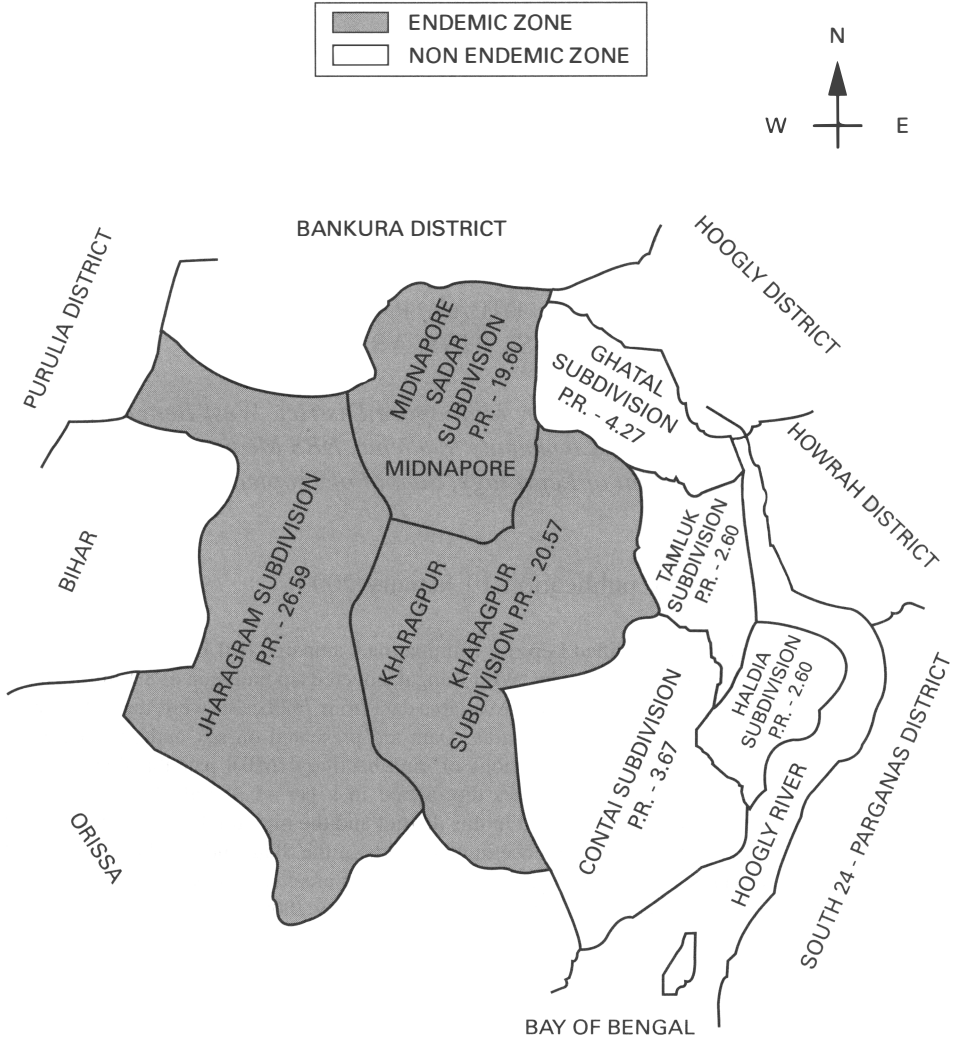 ENDEMIC ZONE
NON ENDEMIC ZONE
N
W
E
BANKURA DISTRICT
PURULIA DISTRICT
HOOGLY DISTRICT
MIDNAPORE
SADAR
SUBDIVISION
P.R. - 19.60
MIDNAPORE
GHATAL
SUBDIVISION
P.R. - 4.27
HOWRAH DISTRICT
BIHAR
JHARAGRAM SUBDIVISION
P.R. - 26.59
KHARAGPUR
KHARAGPUR
SUBDIVISION P.R. - 20.57
TAMLUK
SUBDIVISION
P.R. - 2.60
HALDIA
SUBDIVISION
P.R. - 2.60
CONTAI SUBDIVISION
P.R. - 3.67
HOOGLY RIVER
SOUTH 24 - PARGANAS DISTRICT
ORISSA
BAY OF BENGAL